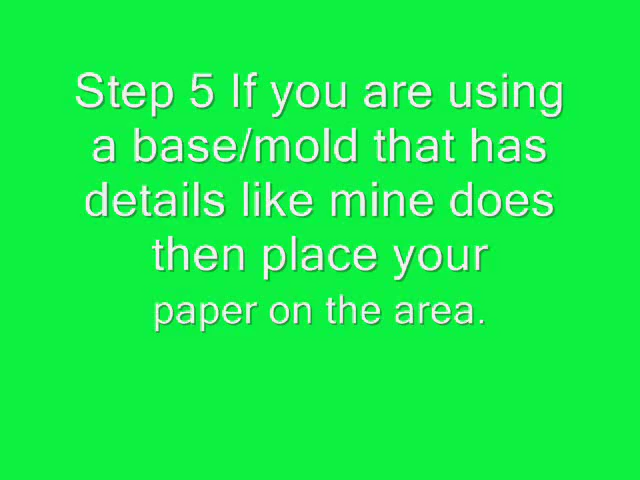 Step 5 If you are using
a base/mold that has
details like mine does
then place your
paper on the area.